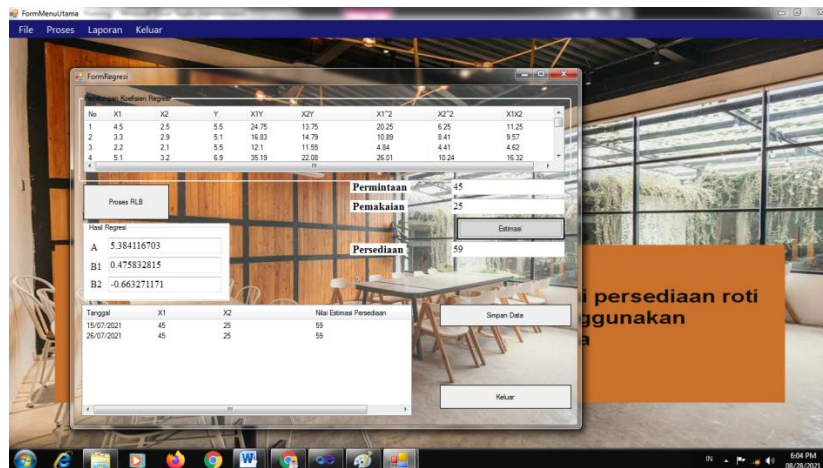 FormMenuUtama
File Proses Laporan Keluar
FormRegresi
Perhitungan Koefisien Regresi
No X1 X2 Y X1Y X2Y X1^2 X2^2 X1X2
1 4.5 2.5 5.5 24.75 13.75 20.25 6.25 11.25
2 3.3 2.9 5.1 16.83 14.79 10.89 8.41 9.57
3 2.2 2.1 5.5 12.1 11.55 4.84 4.41 4.62
4 5.1 3.2 6.9 35.19 22.08 26.01 10.24 16.32
Proses RLB
Permintaan 45
Pemakaian 25
Estimasi
Persediaan 59
Hasil Regresi
A 5.384116703
B1 0.475832815
B2 -0.663271171
Tanggal X1 X2 Nilai Estimasi Persediaan
15/07/2021 45 25 59
26/07/2021 45 25 59
Simpan Data
Keluar
i persediaan roti
ggunakan
a
IN 6:04 PM
08/28/2021